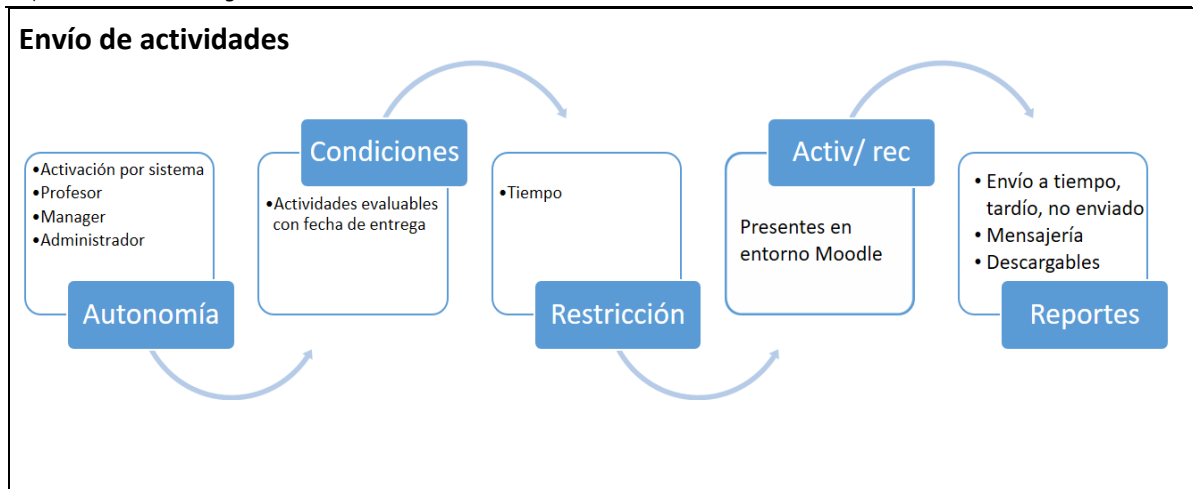 Envío de actividades
•Activación por sistema
•Profesor
•Manager
•Administrador
Autonomía
Condiciones
•Actividades evaluables
con fecha de entrega
•Tiempo
Restricción
Activ/ rec
Presentes en
entorno Moodle
• Envío a tiempo,
tardío, no enviado
• Mensajería
• Descargables
Reportes